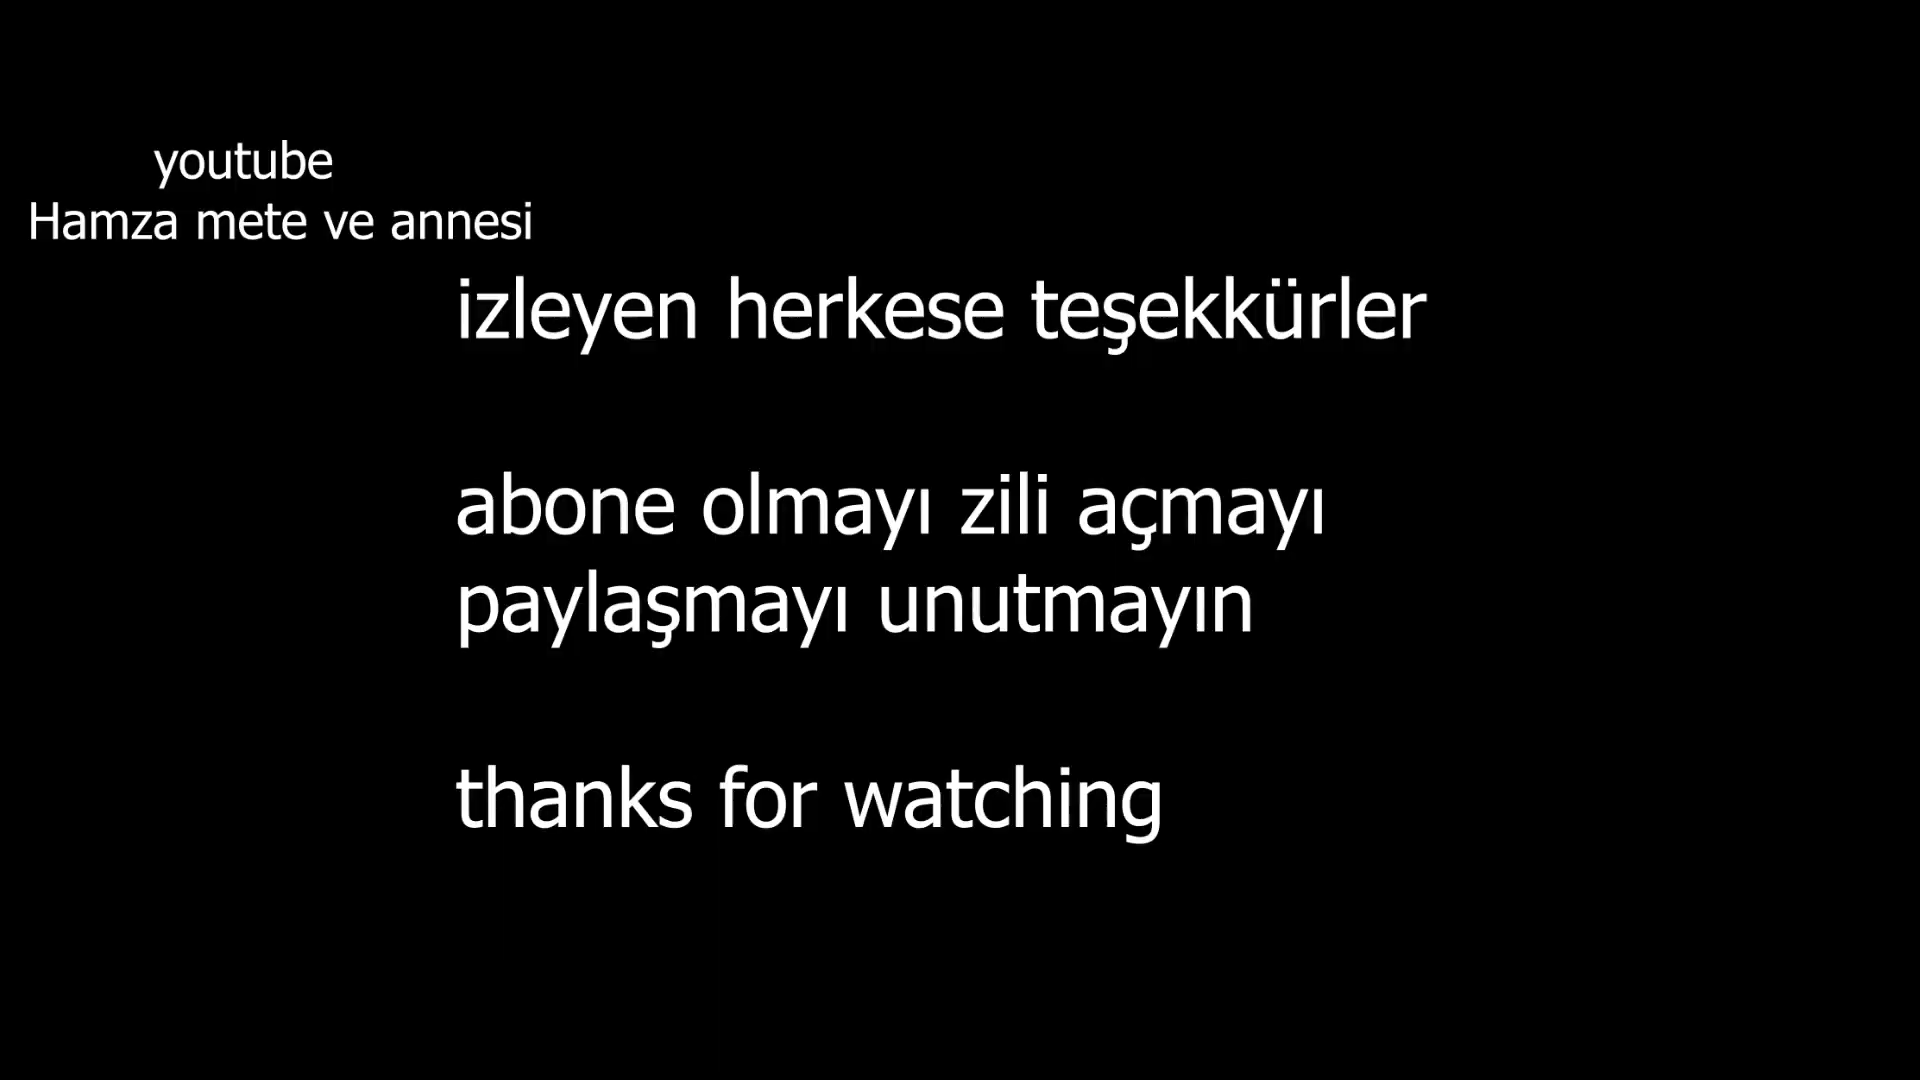 youtube
Hamza mete ve annesi
izleyen herkese teşekkürler
abone olmayı zili açmayı
paylaşmayı unutmayın
thanks for watching